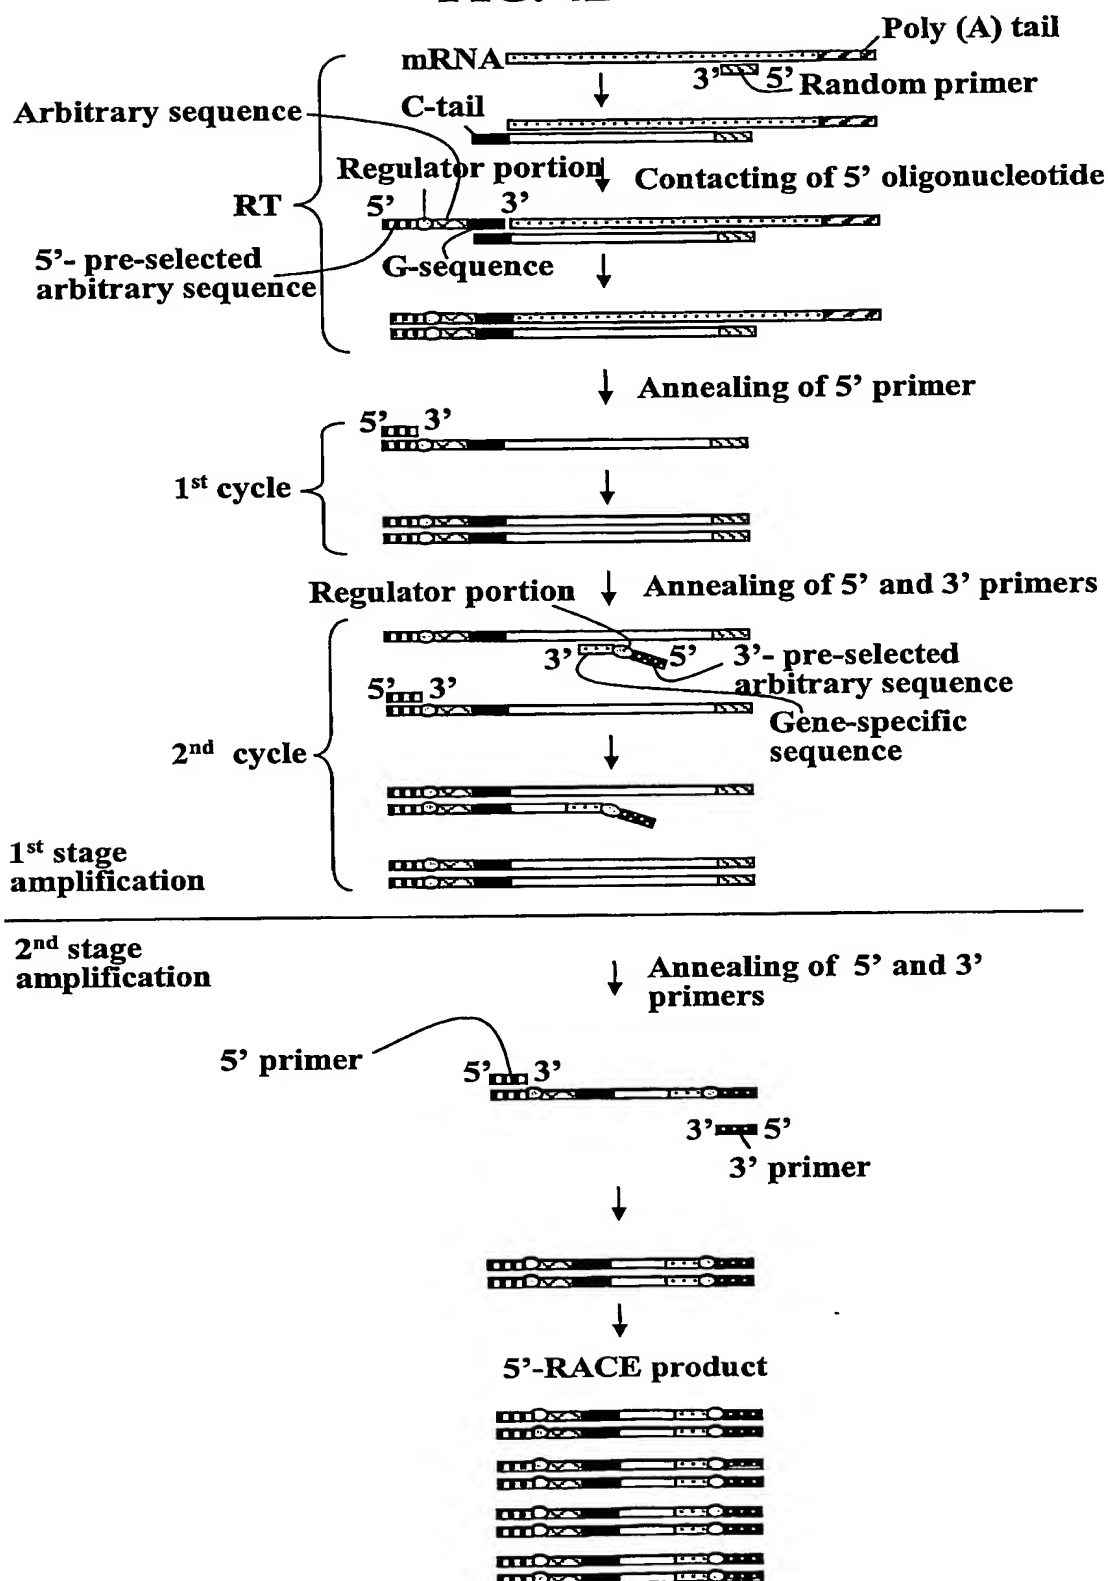 Poly (A) tail
mRNA
3’ 5’
Random primer
Arbitrary sequence
C-tail
Regulator portion
Contacting of 5’ oligonucleotide
RT
5’ 3’
5’- pre-selected
arbitrary sequence
G-sequence
Annealing of 5’ primer
5’ 3’
1st cycle
Regulator portion
Annealing of 5’ and 3’ primers
3’ 5’
3’- pre-selected
arbitrary sequence
5’ 3’
Gene-specific
sequence
2nd cycle
1st stage
amplification
2nd stage
amplification
Annealing of 5’ and 3’
primers
5’ primer
5’ 3’
3’ 5’
3’ primer
5’-RACE product